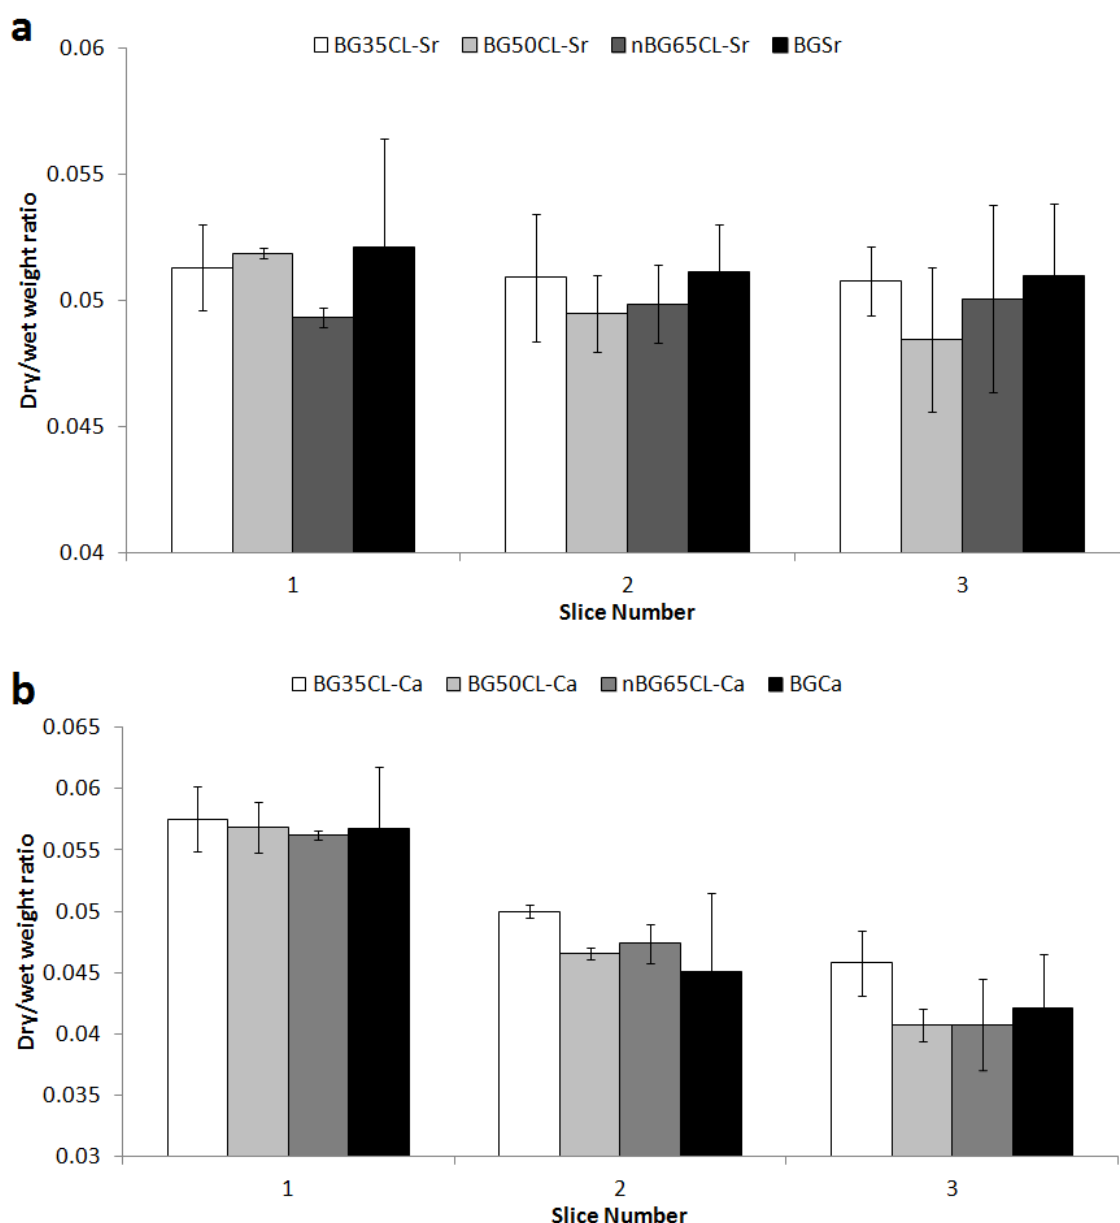 a
BG35CL-Sr BG50CL-Sr nBG65CL-Sr BGSr
0.06
0.055
0.05
0.045
0.04
Dry/wet weight ratio
1 2 3
Slice Number
b
BG35CL-Ca BG50CL-Ca nBG65CL-Ca BGCa
0.065
0.06
0.055
0.05
0.045
0.04
0.035
0.03
Dry/wet weight ratio
1 2 3
Slice Number